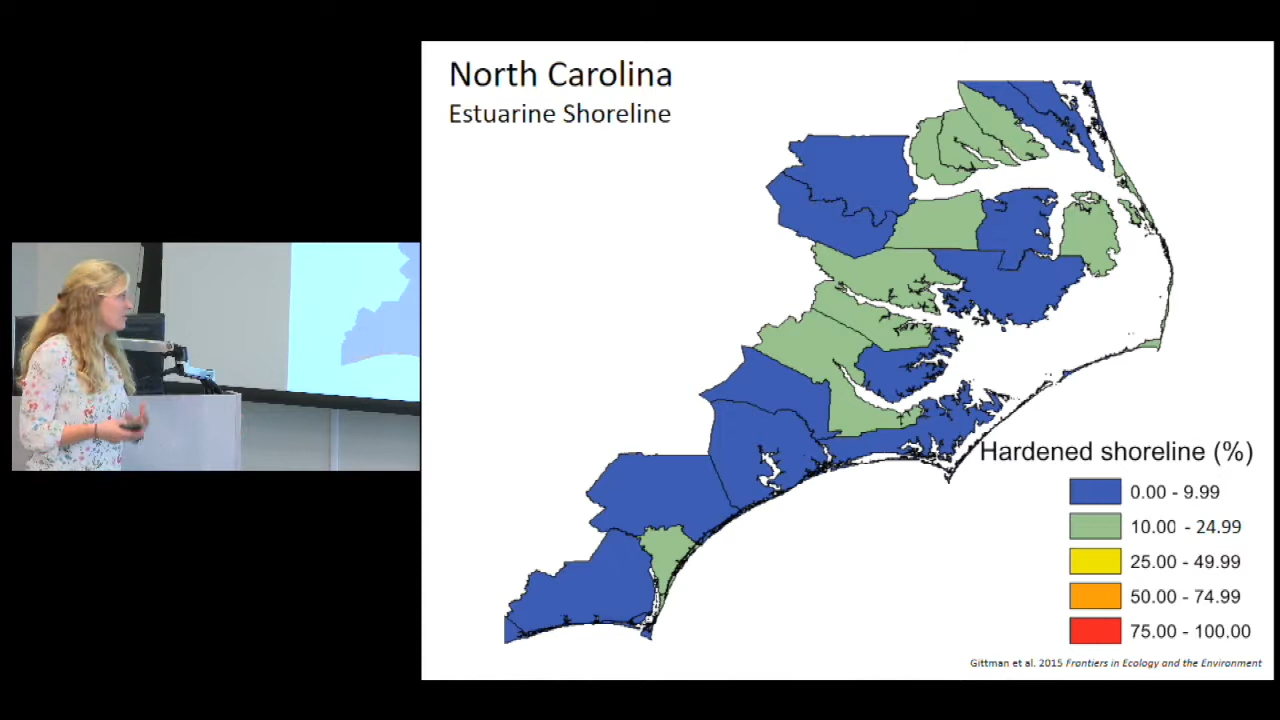 North Carolina
Estuarine Shoreline
Hardened shoreline (%)
0.00 - 9.99
10.00 - 24.99
25.00 - 49.99
50.00 - 74.99
75.00 - 100.00
Gittman et al. 2015 Frontiers in Ecology and the Environment